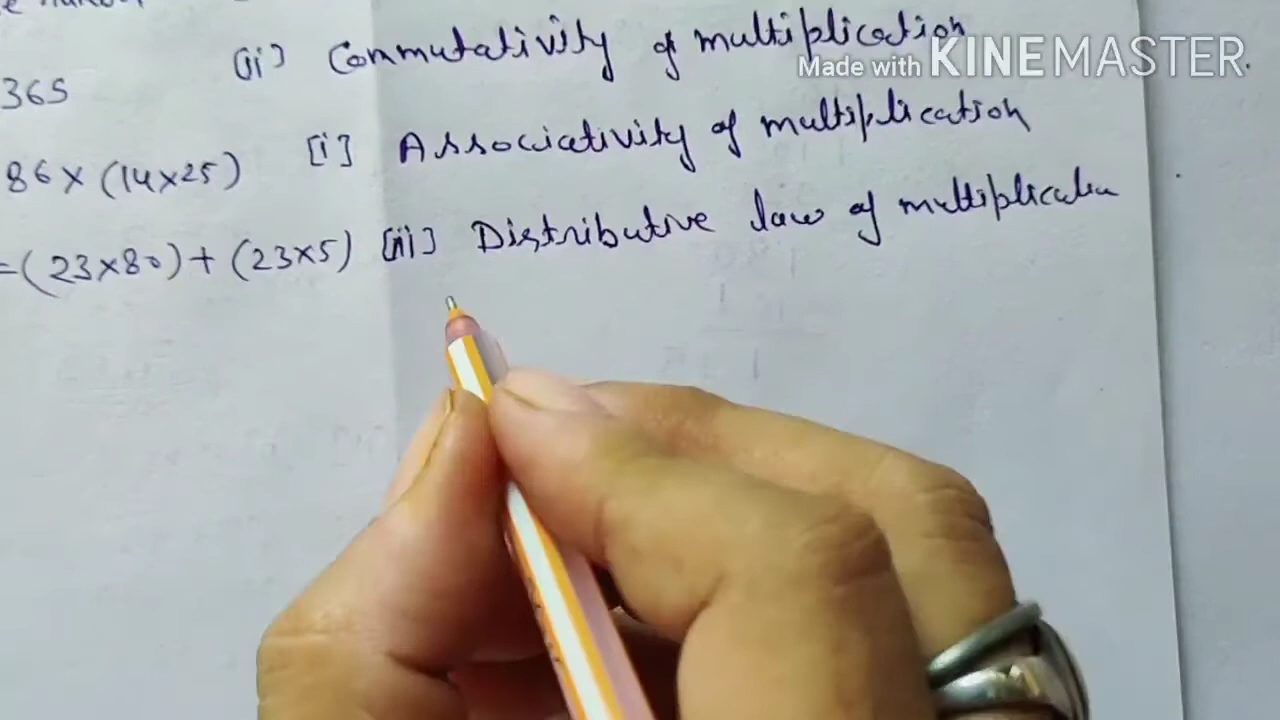 (ii) Commutativity of multiplication
Made with KINEMASTER
365
86 × (14×25) [i] Associativity of multiplication
=(23×80)+(23×5) [ii] Distributive law of multiplication